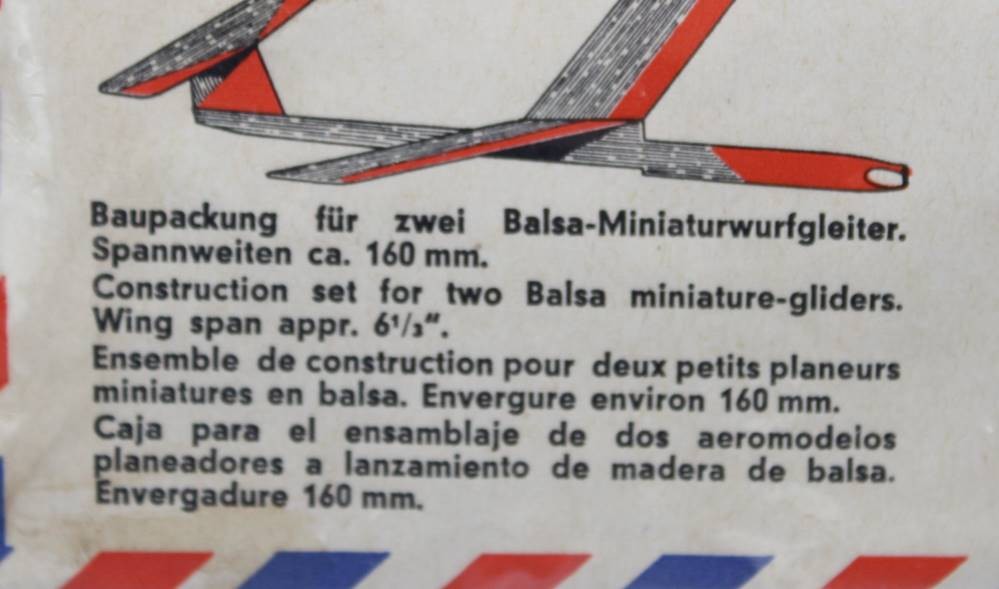 Baupackung für zwei Balsa-Miniaturwurfgleiter.
Spannweiten ca. 160 mm.
Construction set for two Balsa miniature-gliders.
Wing span appr. 6¹/₃".
Ensemble de construction pour deux petits planeurs
miniatures en balsa. Envergure environ 160 mm.
Caja para el ensamblaje de dos aeromodeios
planeadores a lanzamiento de madera de balsa.
Envergadure 160 mm.